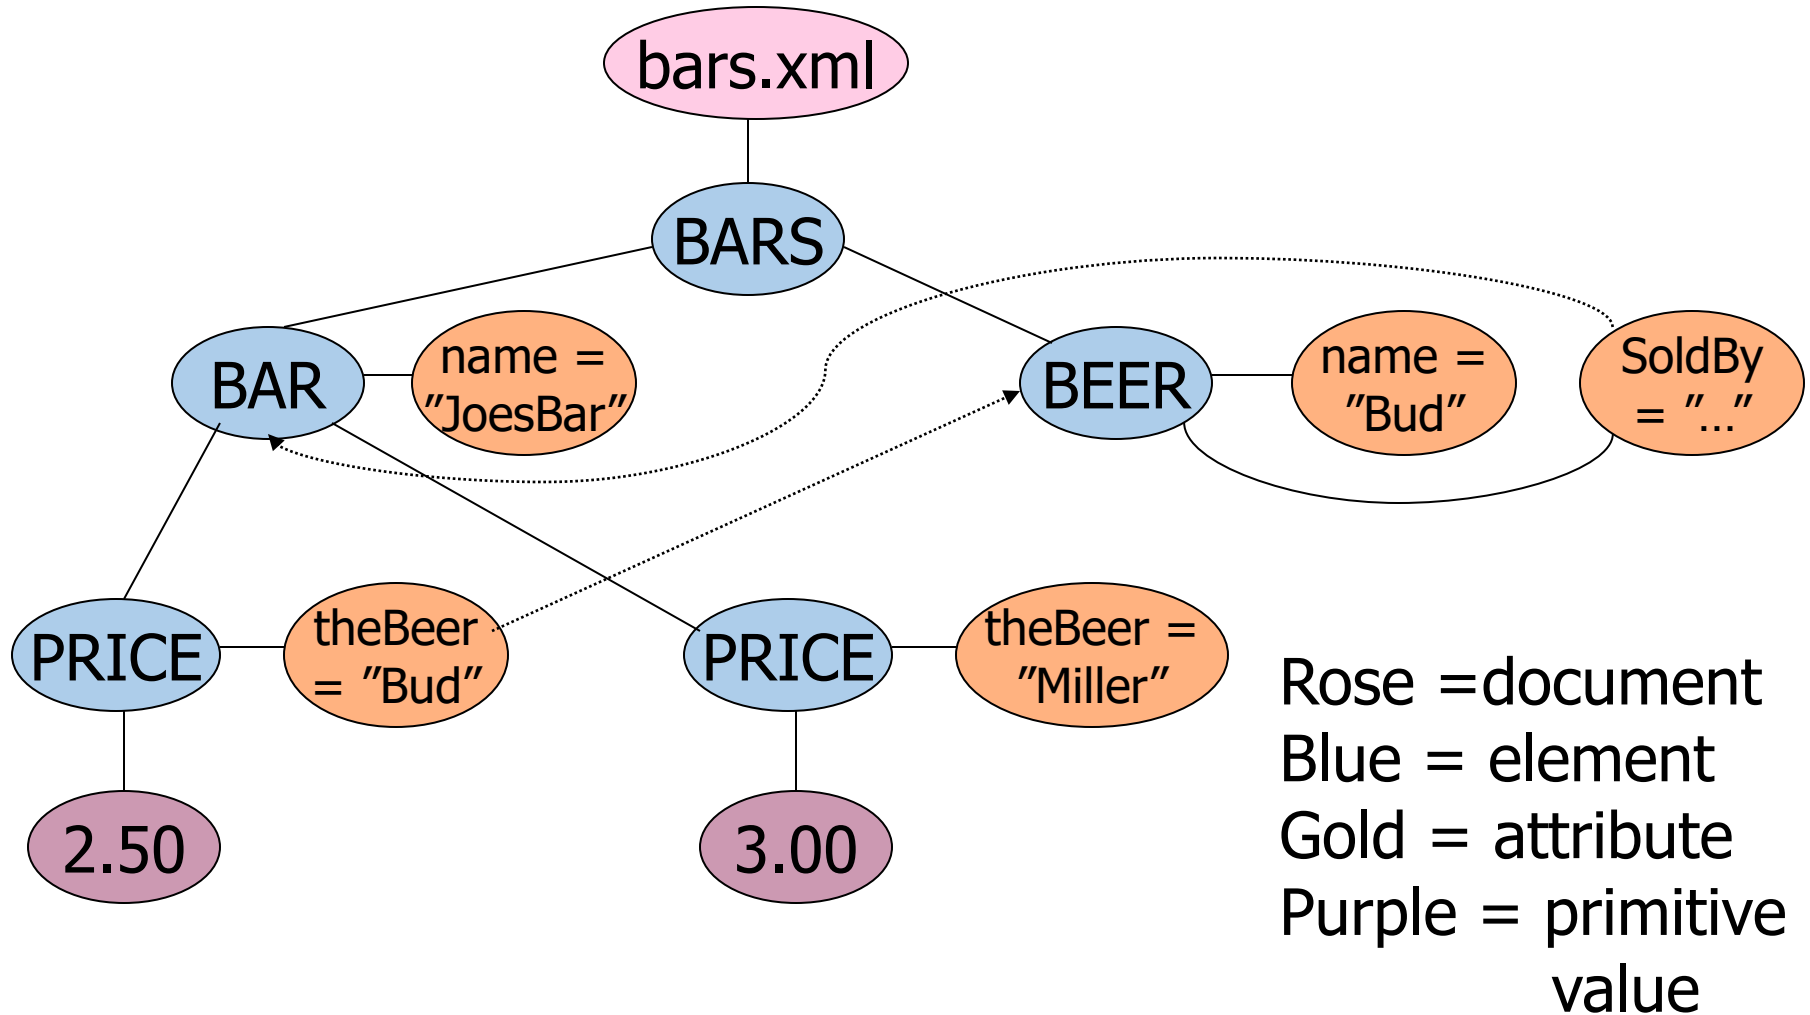 bars.xml
BARS
BAR
name =
”JoesBar”
BEER
name =
”Bud”
SoldBy
= ”…”
PRICE
theBeer
= ”Bud”
PRICE
theBeer =
”Miller”
2.50
3.00
Rose =document
Blue = element
Gold = attribute
Purple = primitive
value